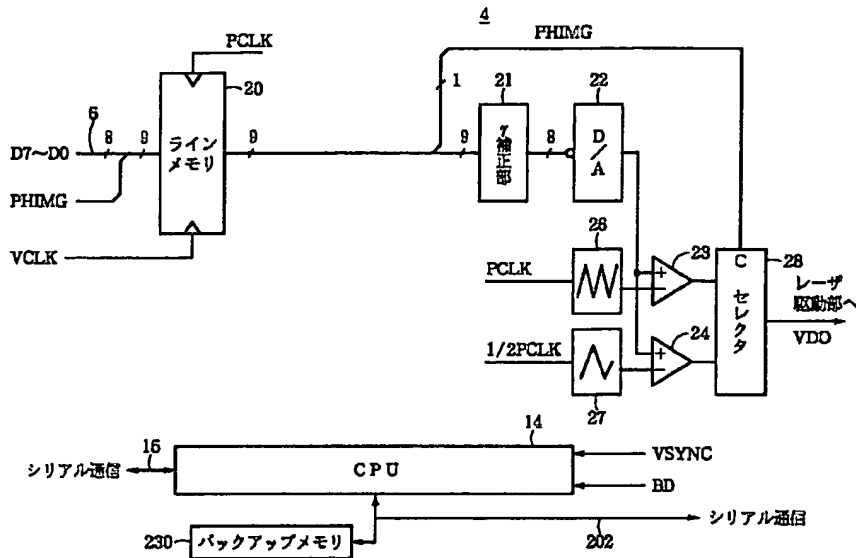 4
PCLK
PHIMG
20
1
21
22
6
8
9
9
9
8
D7〜D0
ライン
メモリ
γ補正部
D/A
PHIMG
VCLK
26
23
PCLK
C
セレクタ
28
レーザ
駆動部へ
VDO
24
1/2PCLK
27
14
15
シリアル通信
CPU
VSYNC
BD
シリアル通信
230
バックアップメモリ
202